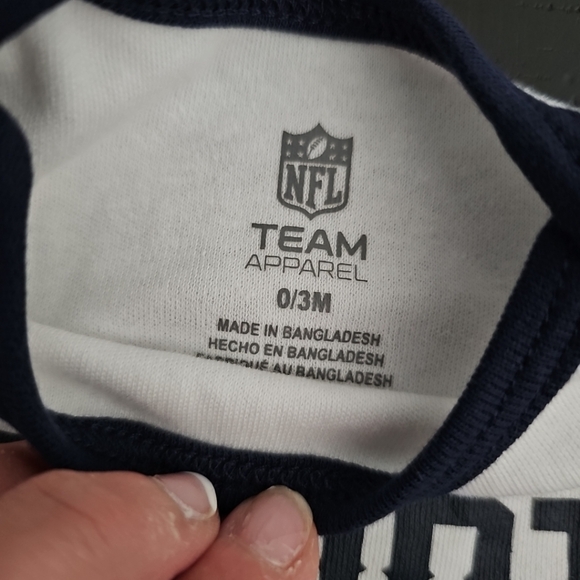 NFL
TEAM
APPAREL
0/3M
MADE IN BANGLADESH
HECHO EN BANGLADESH
FABRIQUÉ AU BANGLADESH